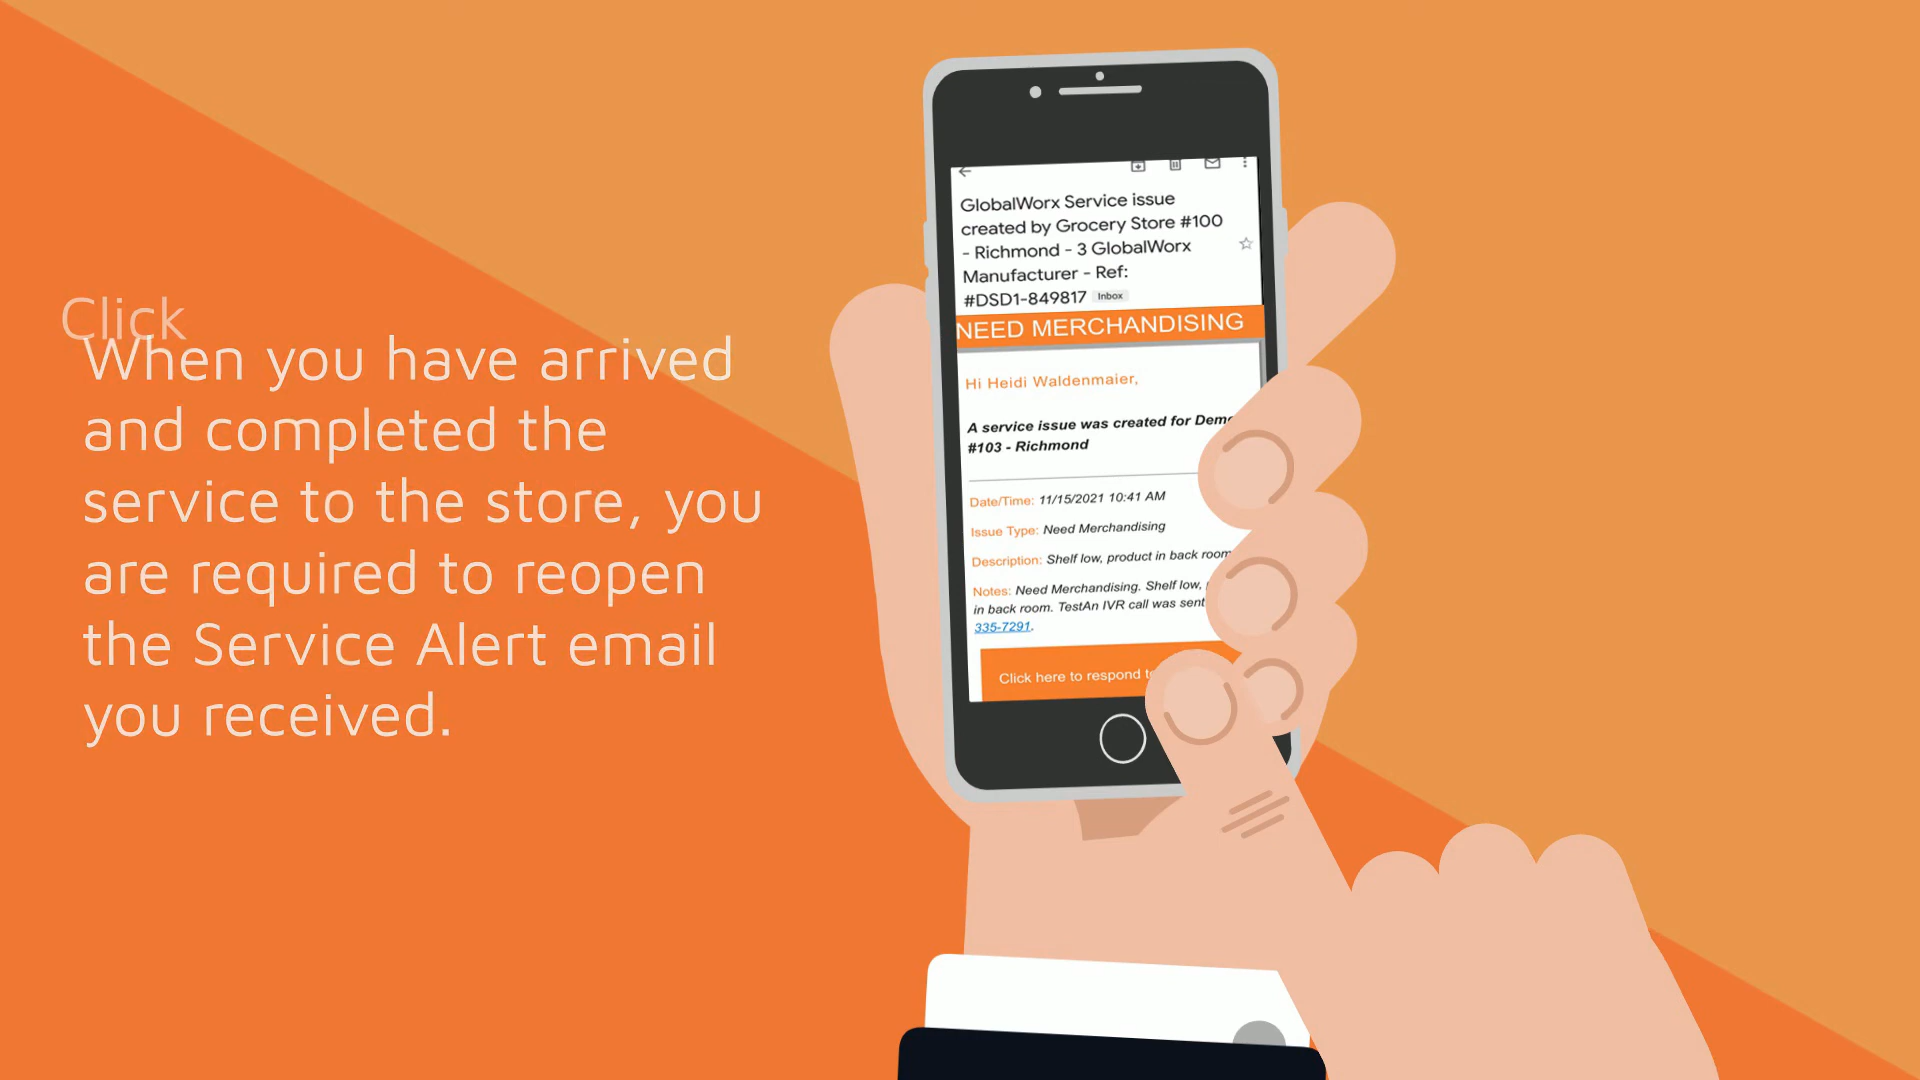 Click
When you have arrived
and completed the
service to the store, you
are required to reopen
the Service Alert email
you received.
GlobalWorx Service issue
created by Grocery Store #100
- Richmond - 3 GlobalWorx
Manufacturer - Ref:
#DSD1-849817 Inbox
NEED MERCHANDISING
Hi Heidi Waldenmaier,
A service issue was created for Demo
#103 - Richmond
Date/Time: 11/15/2021 10:41 AM
Issue Type: Need Merchandising
Description: Shelf low, product in back room
Notes: Need Merchandising. Shelf low,
in back room. TestAn IVR call was sent
335-7291.
Click here to respond